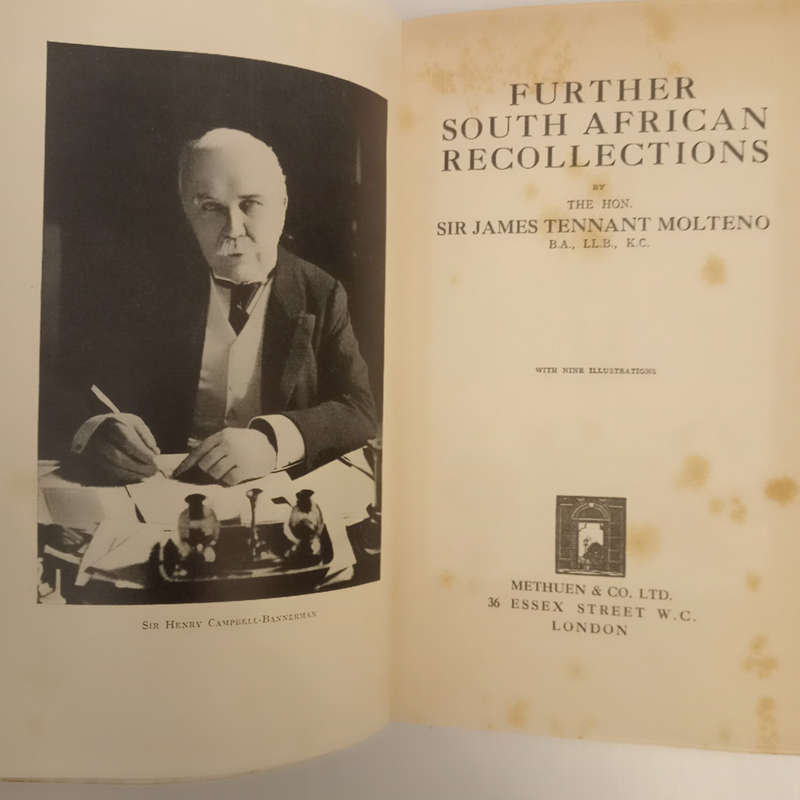 SIR HENRY CAMPBELL-BANNERMAN
FURTHER
SOUTH AFRICAN
RECOLLECTIONS
BY
THE HON.
SIR JAMES TENNANT MOLTENO
B.A., LL.B., K.C.
WITH NINE ILLUSTRATIONS
METHUEN & CO. LTD.
36 ESSEX STREET W.C.
LONDON